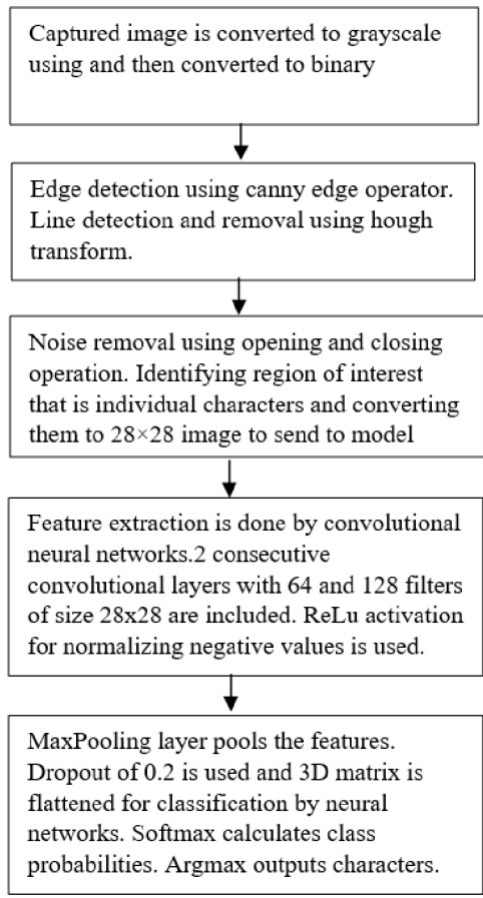 Captured image is converted to grayscale
using and then converted to binary
Edge detection using canny edge operator.
Line detection and removal using hough
transform.
Noise removal using opening and closing
operation. Identifying region of interest
that is individual characters and converting
them to 28×28 image to send to model
Feature extraction is done by convolutional
neural networks.2 consecutive
convolutional layers with 64 and 128 filters
of size 28x28 are included. ReLu activation
for normalizing negative values is used.
MaxPooling layer pools the features.
Dropout of 0.2 is used and 3D matrix is
flattened for classification by neural
networks. Softmax calculates class
probabilities. Argmax outputs characters.